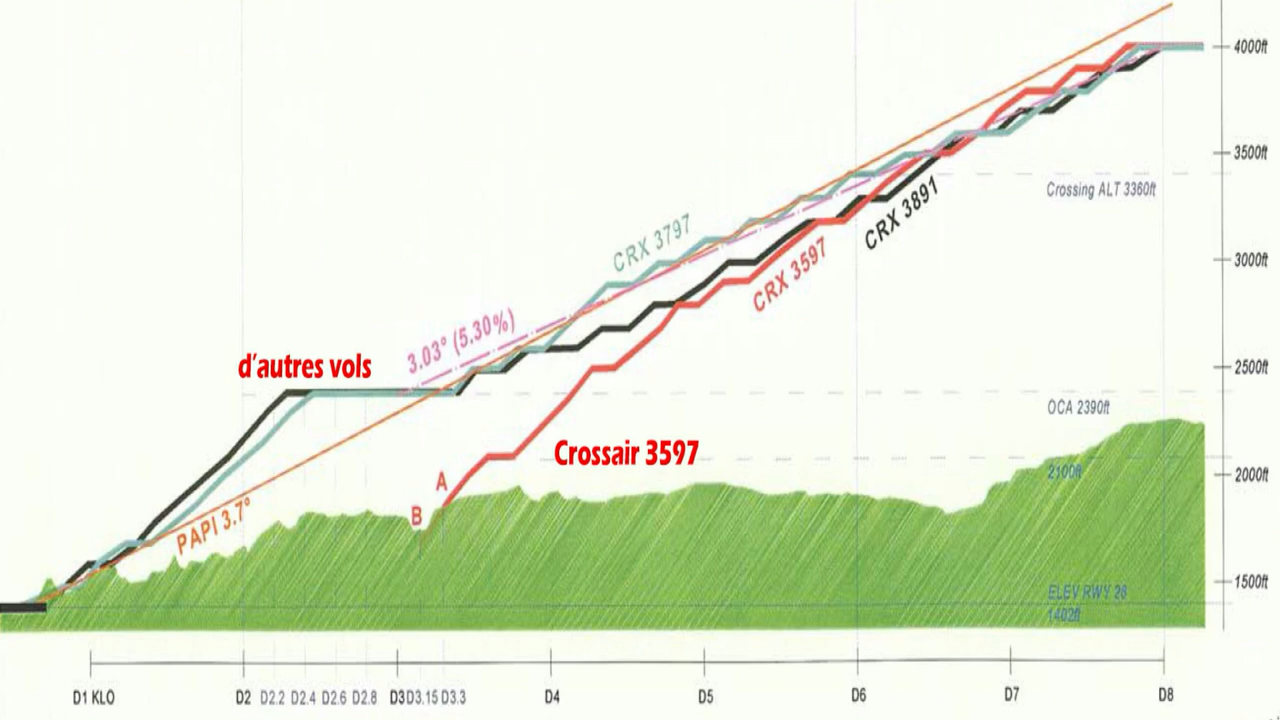 4000ft
3500ft
Crossing ALT 3360ft
CRX 3891
CRX 3797
CRX 3597
3000ft
3.03° (5.30%)
d'autres vols
2500ft
OCA 2390ft
Crossair 3597
2100ft
2000ft
A
B
PAPI 3.7°
1500ft
ELEV RWY 28
1402ft
D1 KLO D2 D2.2 D2.4 D2.6 D2.8 D3 D3.15 D3.3 D4 D5 D6 D7 D8